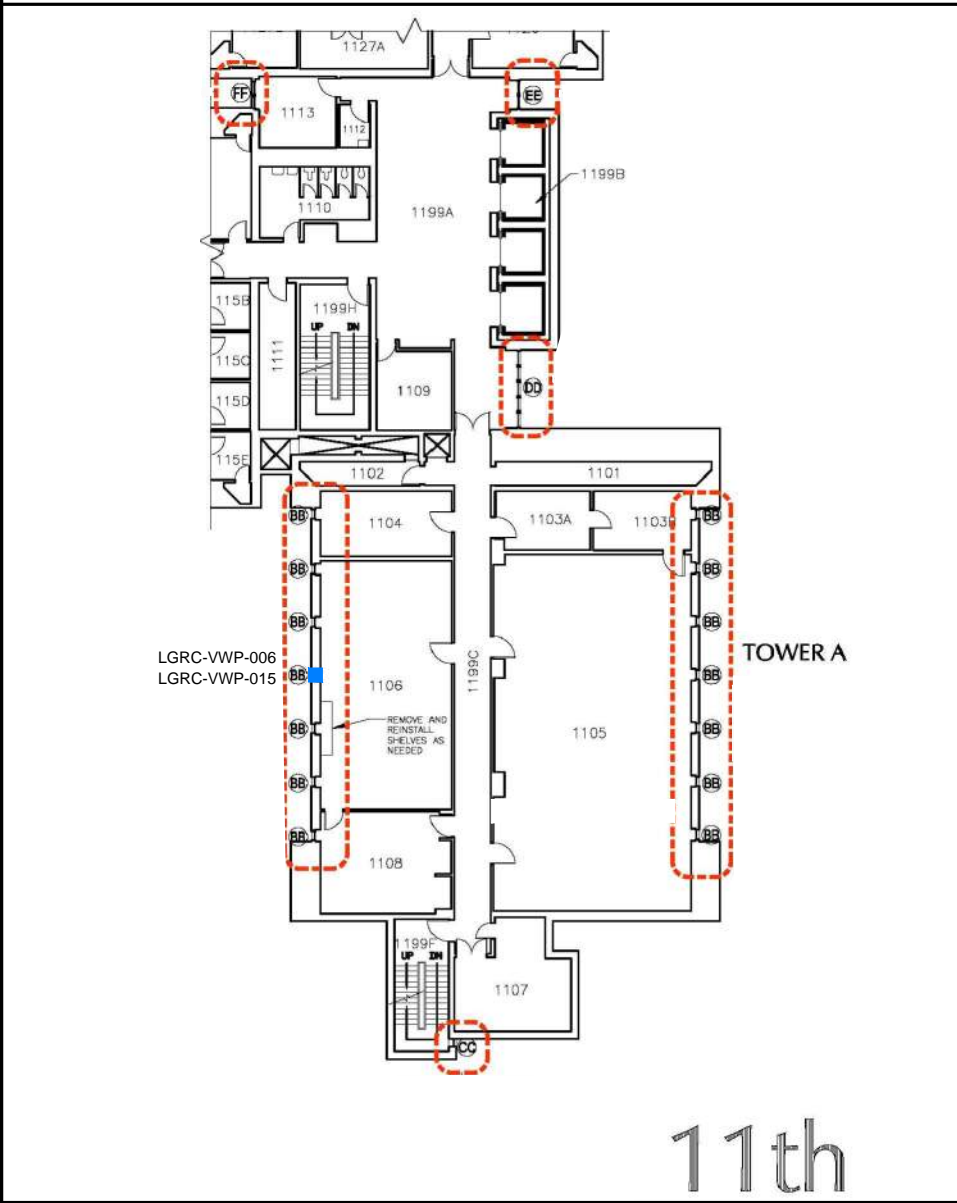 1127A
FF
EE
1113
1112
1199B
1110
1199A
115B
1199H
UP DN
115C
1111
DD
1109
115D
115E
1102
1101
BB
1104
1103A
BB
BB
BB
BB
BB
TOWER A
LGRC-VWP-006
LGRC-VWP-015
BB
1106
1199C
BB
REMOVE AND
REINSTALL
SHELVES AS
NEEDED
BB
BB
1105
BB
BB
BB
BB
1108
1199F
UP DN
1107
CC
11th